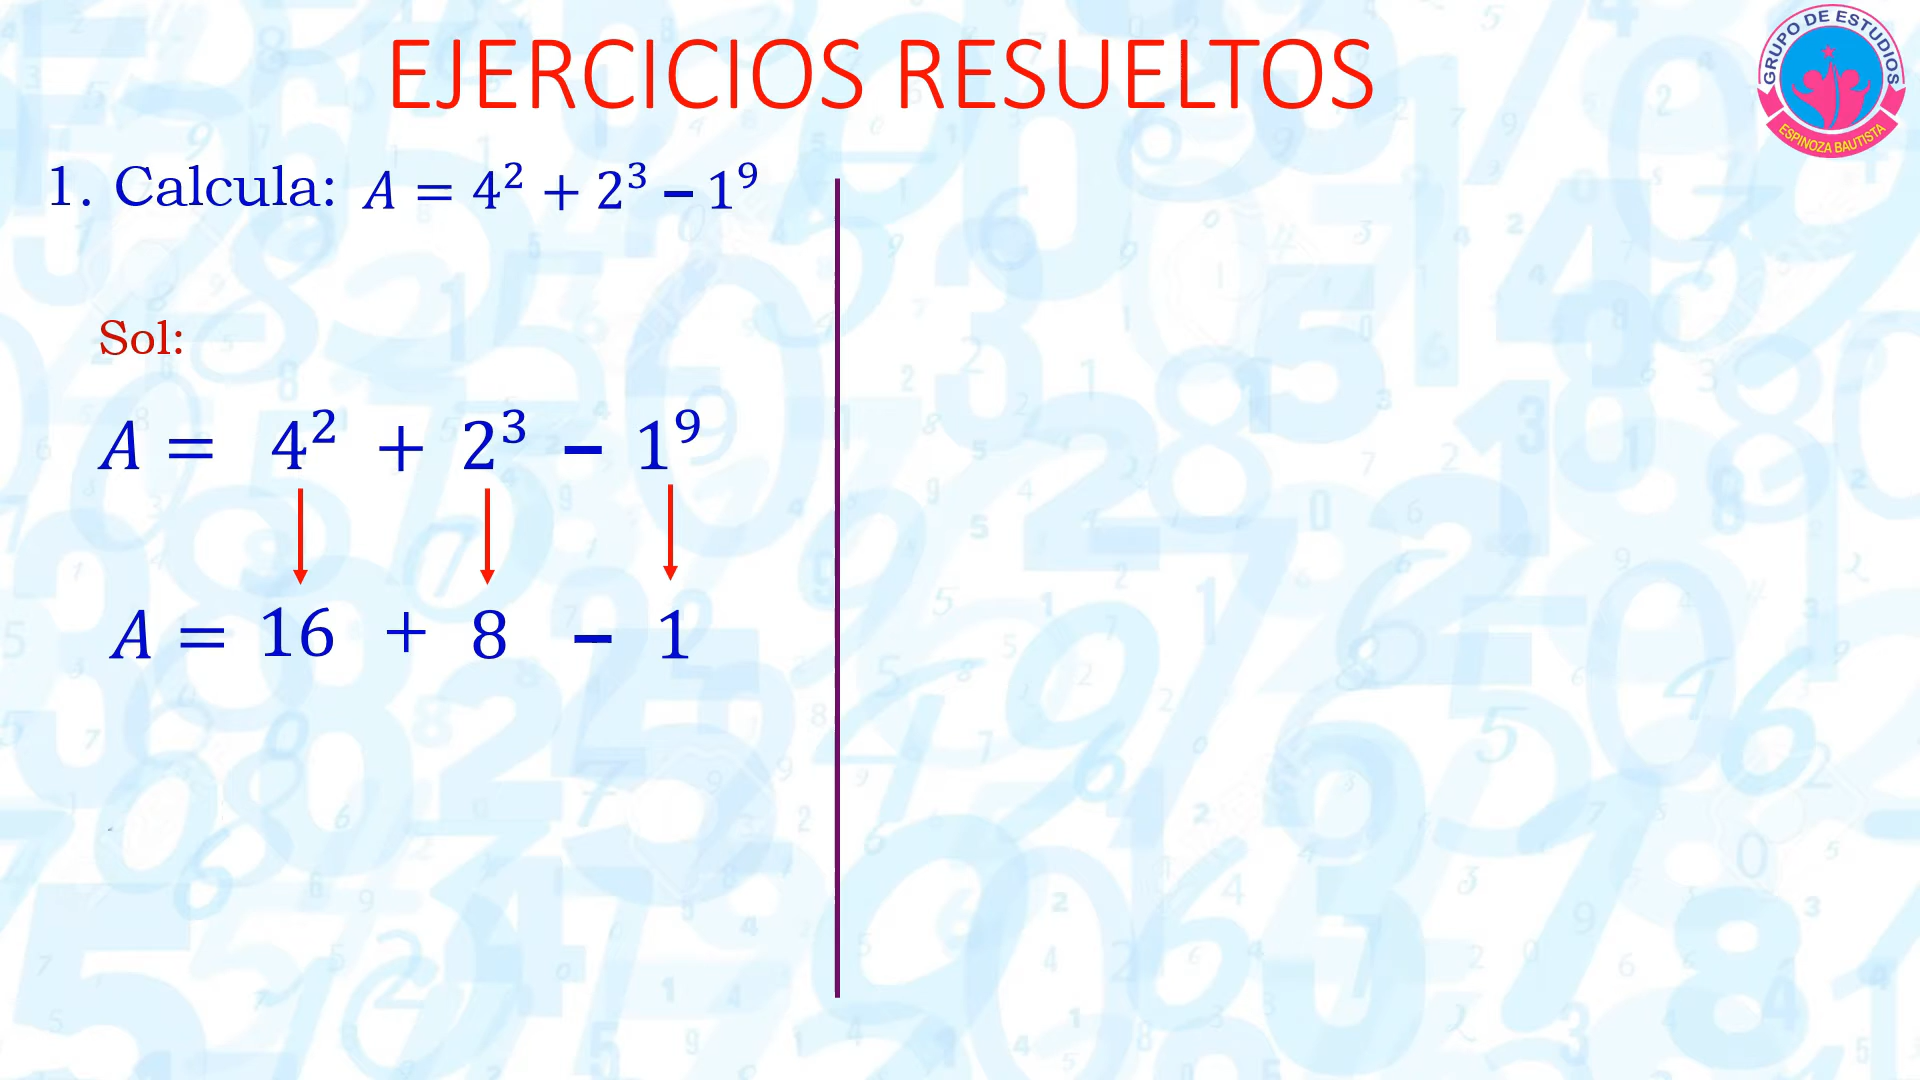 EJERCICIOS RESUELTOS
GRUPO DE ESTUDIOS
ESPINOZA BAUTISTA
1. Calcula: A = 4² + 2³ – 1⁹
Sol:
A = 4² + 2³ – 1⁹
A = 16 + 8 – 1